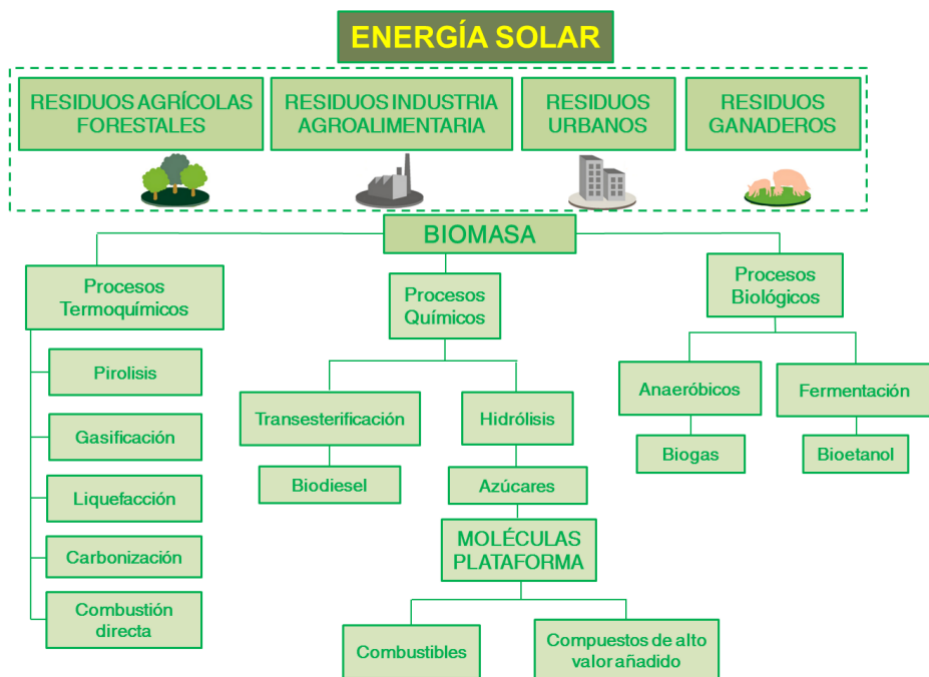 ENERGÍA SOLAR
RESIDUOS AGRÍCOLAS
FORESTALES
RESIDUOS INDUSTRIA
AGROALIMENTARIA
RESIDUOS
URBANOS
RESIDUOS
GANADEROS
BIOMASA
Procesos
Termoquímicos
Pirolisis
Gasificación
Liquefacción
Carbonización
Combustión
directa
Procesos
Químicos
Transesterificación
Biodiesel
Hidrólisis
Azúcares
MOLÉCULAS
PLATAFORMA
Combustibles
Compuestos de alto
valor añadido
Procesos
Biológicos
Anaeróbicos
Biogas
Fermentación
Bioetanol